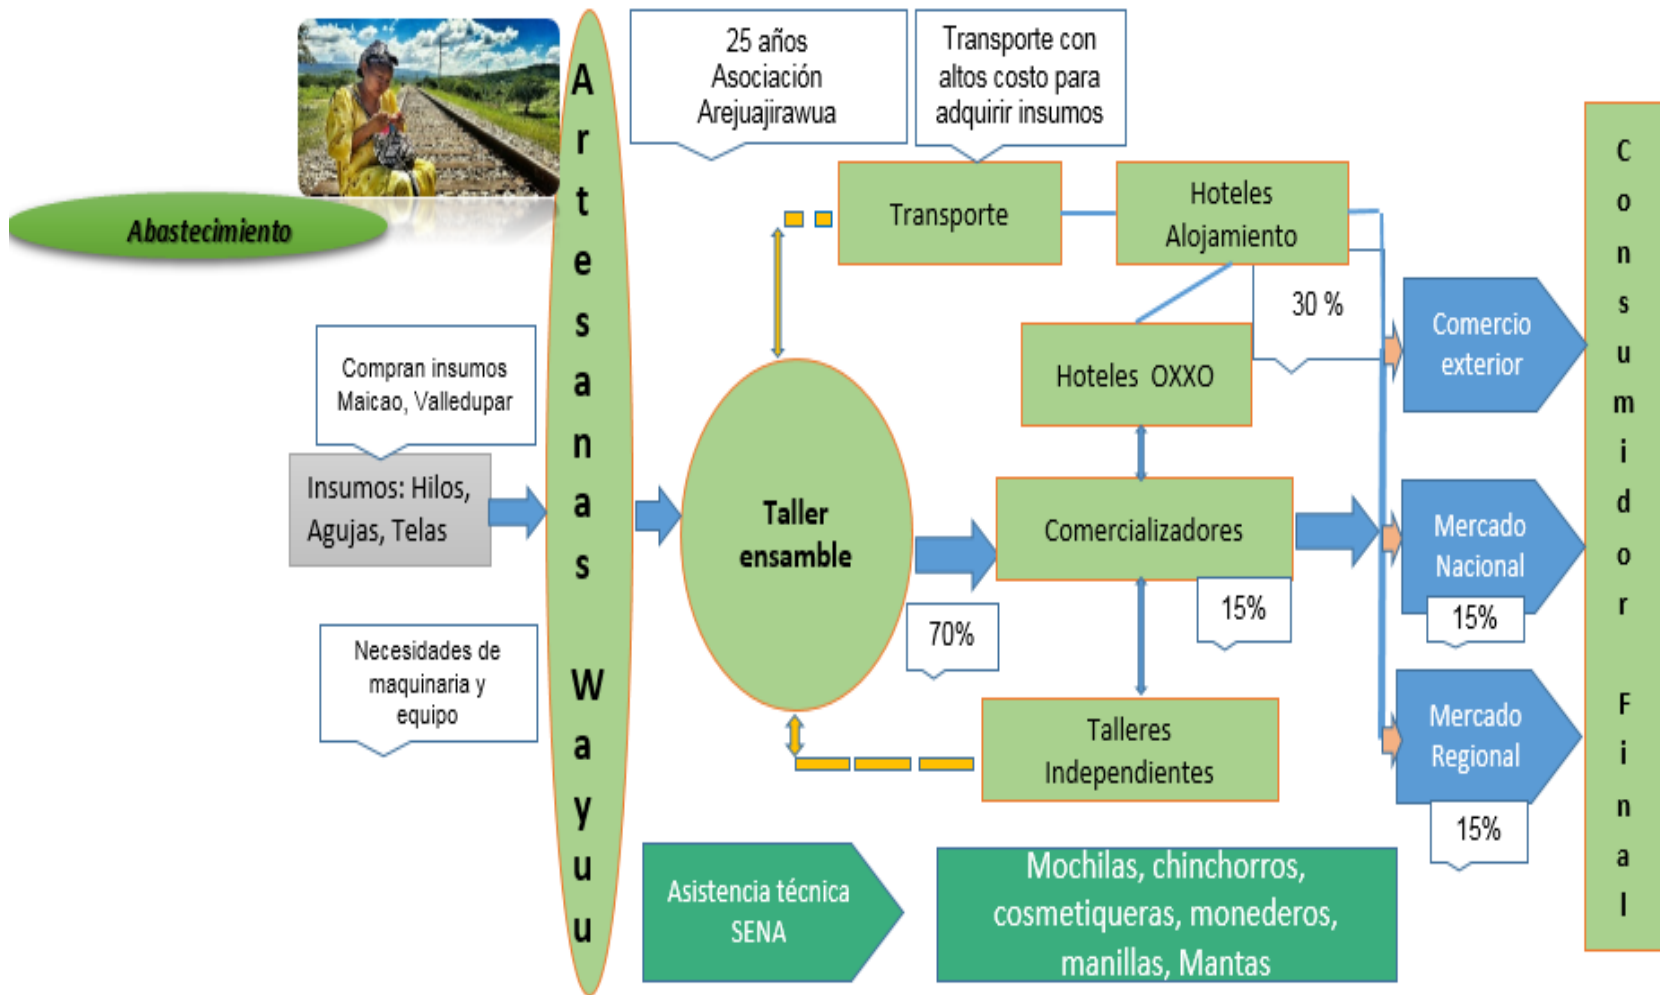 Abastecimiento
Compran insumos
Maicao, Valledupar
Insumos: Hilos,
Agujas, Telas
Necesidades de
maquinaria y
equipo
Artesanas Wayuu
25 años
Asociación
Arejuajirawua
Transporte con
altos costo para
adquirir insumos
Transporte
Hoteles
Alojamiento
30 %
Hoteles OXXO
Taller
ensamble
70%
Comercializadores
15%
Talleres
Independientes
Comercio
exterior
Mercado
Nacional
15%
Mercado
Regional
15%
Consumidor Final
Asistencia técnica
SENA
Mochilas, chinchorros,
cosmetiqueras, monederos,
manillas, Mantas